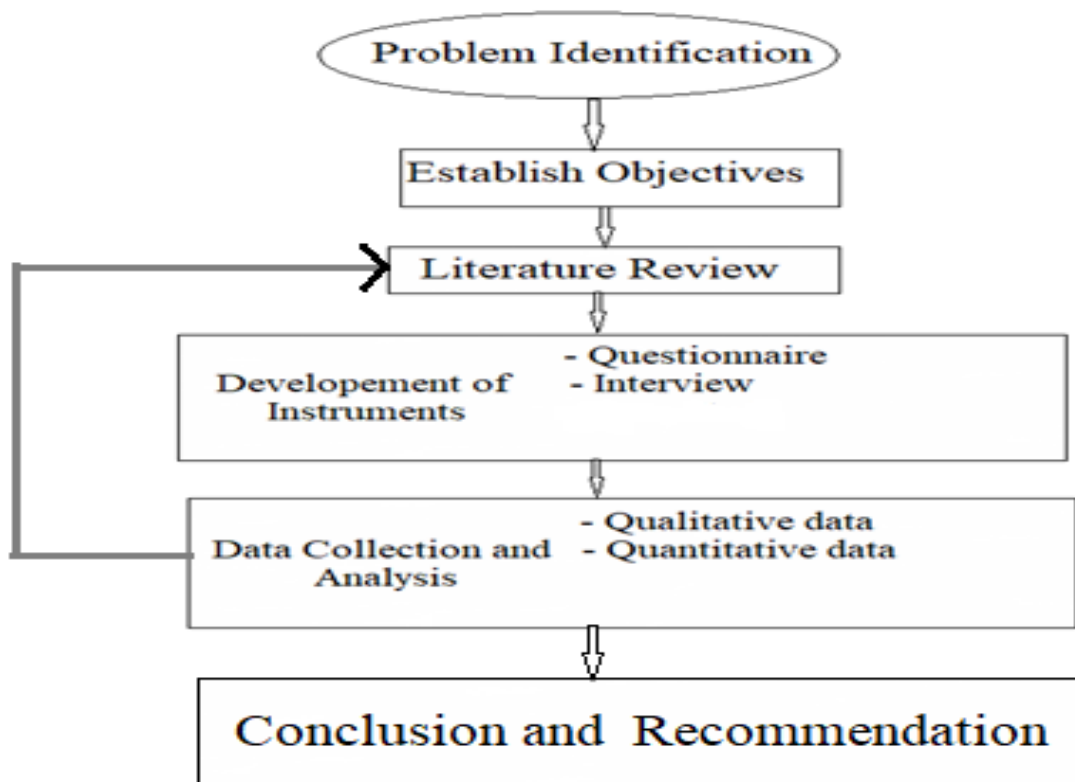 Problem Identification
Establish Objectives
Literature Review
Developement of
Instruments
- Questionnaire
- Interview
Data Collection and
Analysis
- Qualitative data
- Quantitative data
Conclusion and Recommendation